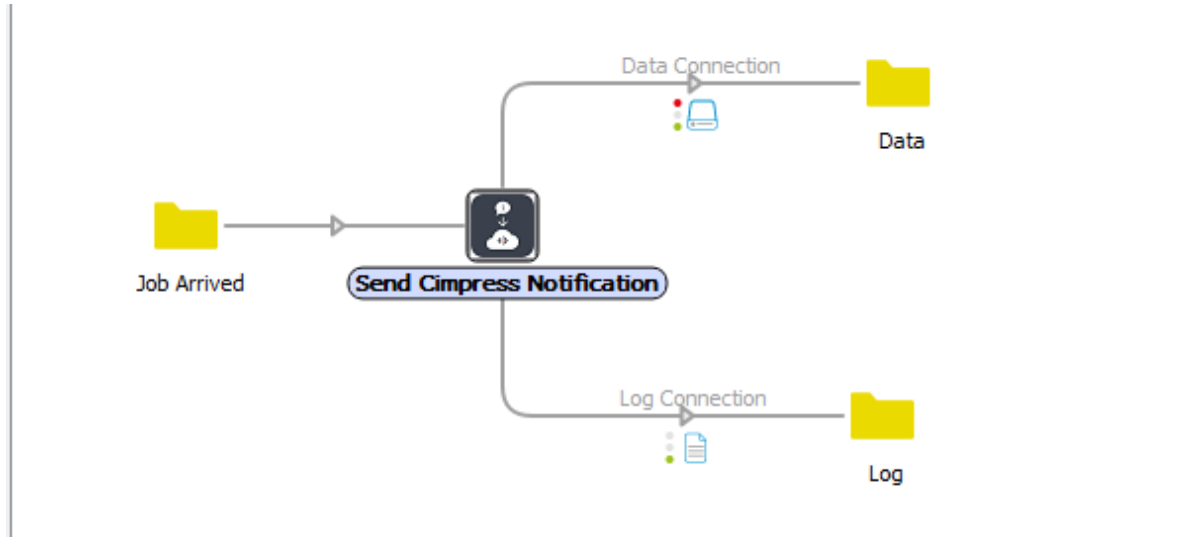 Data Connection
Data
Job Arrived
Send Cimpress Notification
Log Connection
Log